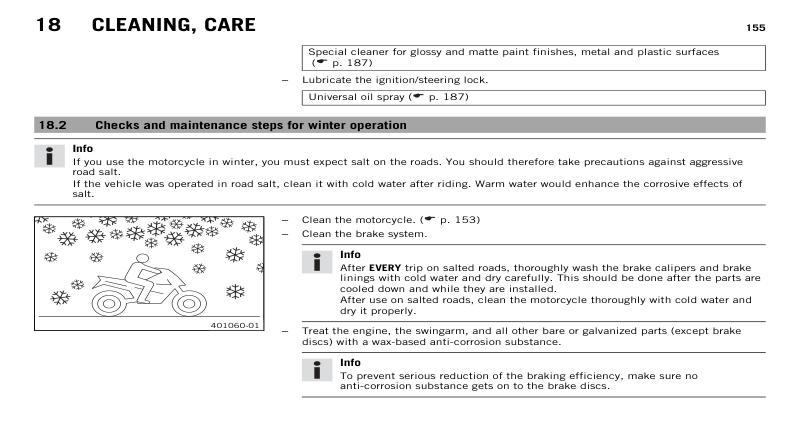 18 CLEANING, CARE 155
Special cleaner for glossy and matte paint finishes, metal and plastic surfaces
(☛ p. 187)
– Lubricate the ignition/steering lock.
Universal oil spray (☛ p. 187)
18.2 Checks and maintenance steps for winter operation
Info
If you use the motorcycle in winter, you must expect salt on the roads. You should therefore take precautions against aggressive
road salt.
If the vehicle was operated in road salt, clean it with cold water after riding. Warm water would enhance the corrosive effects of
salt.
401060-01
– Clean the motorcycle. (☛ p. 153)
– Clean the brake system.
Info
After EVERY trip on salted roads, thoroughly wash the brake calipers and brake
linings with cold water and dry carefully. This should be done after the parts are
cooled down and while they are installed.
After use on salted roads, clean the motorcycle thoroughly with cold water and
dry it properly.
– Treat the engine, the swingarm, and all other bare or galvanized parts (except brake
discs) with a wax-based anti-corrosion substance.
Info
To prevent serious reduction of the braking efficiency, make sure no
anti-corrosion substance gets on to the brake discs.